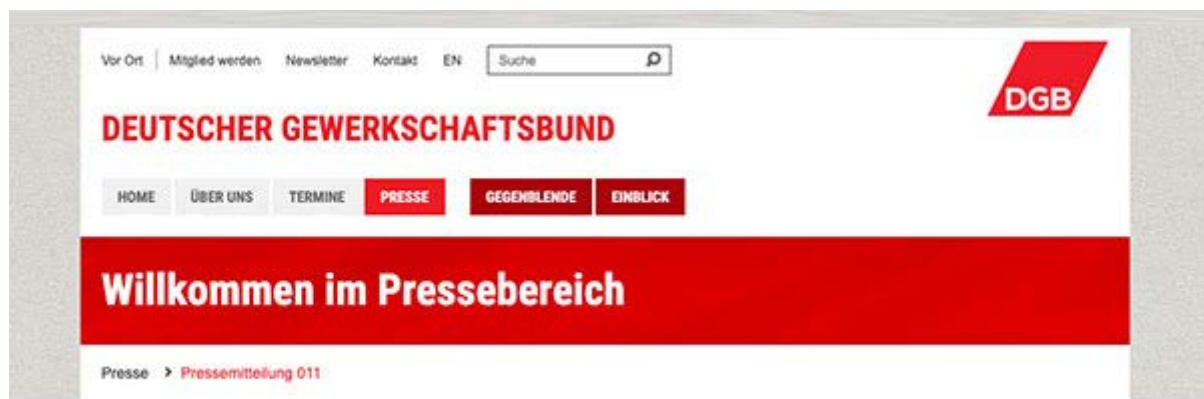 Vor Ort Mitglied werden Newsletter Kontakt EN Suche
DGB
DEUTSCHER GEWERKSCHAFTSBUND
HOME ÜBER UNS TERMINE PRESSE GEGENBLENDE EINBLICK
Willkommen im Pressebereich
Presse > Pressemitteilung 011